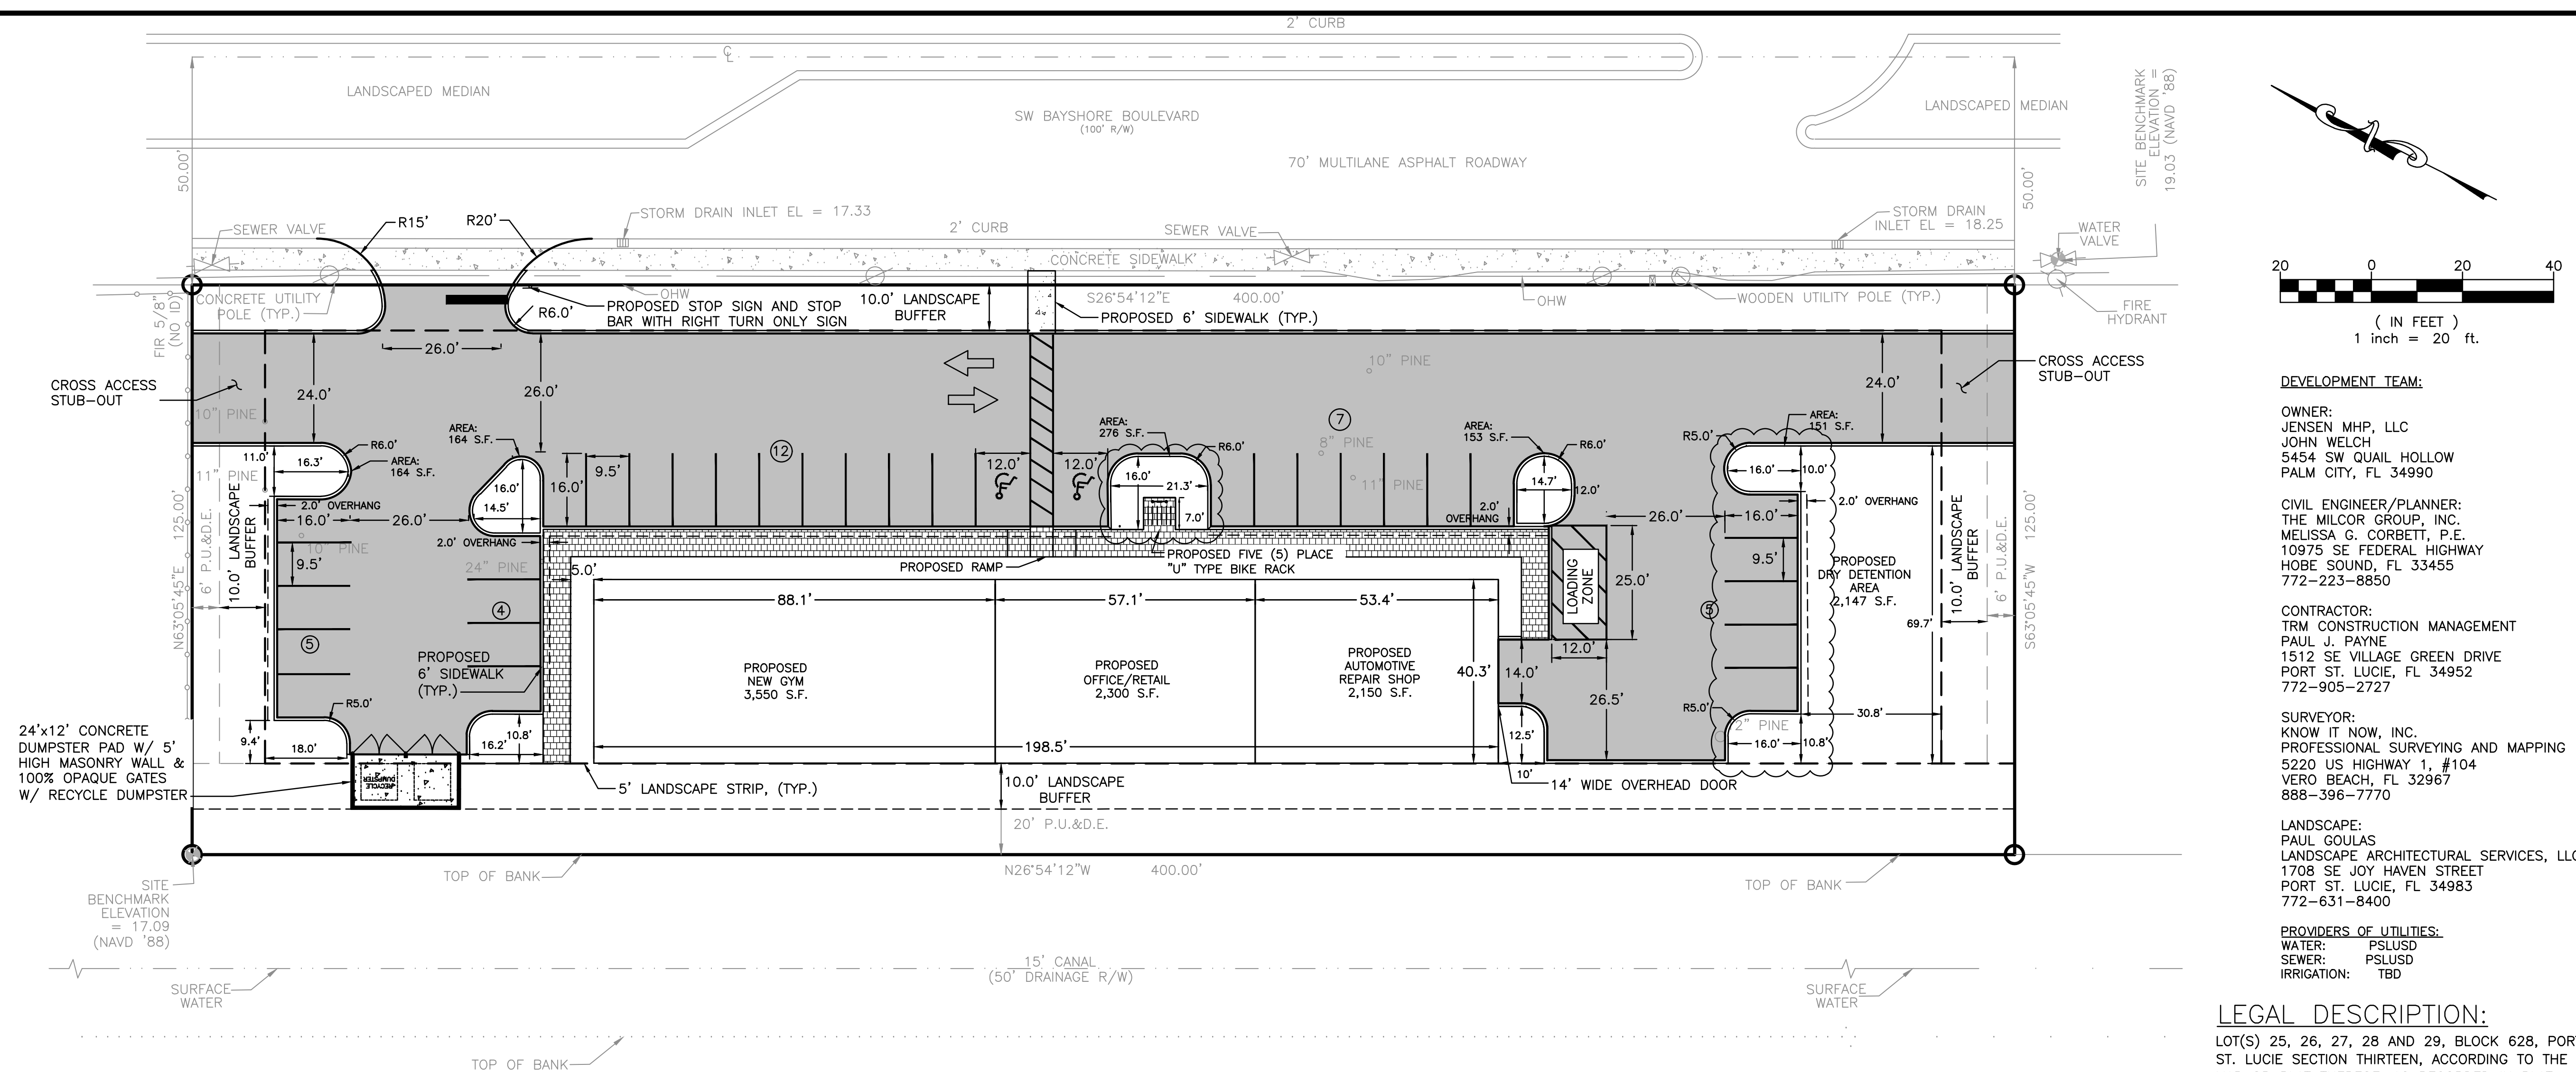 2' CURB
℄
LANDSCAPED MEDIAN
LANDSCAPED MEDIAN
SW BAYSHORE BOULEVARD
(100' R/W)
70' MULTILANE ASPHALT ROADWAY
50.00'
50.00'
SITE BENCHMARK
ELEVATION =
19.03 (NAVD '88)
SEWER VALVE
R15'
R20'
STORM DRAIN INLET EL = 17.33
2' CURB
SEWER VALVE
STORM DRAIN
INLET EL = 18.25
WATER
VALVE
CONCRETE SIDEWALK
FIR 5/8"
(NO ID)
CONCRETE UTILITY
POLE (TYP.)
OHW
R6.0'
PROPOSED STOP SIGN AND STOP
BAR WITH RIGHT TURN ONLY SIGN
10.0' LANDSCAPE
BUFFER
S26°54'12"E 400.00'
PROPOSED 6' SIDEWALK (TYP.)
OHW
WOODEN UTILITY POLE (TYP.)
FIRE
HYDRANT
20 0 20 40
( IN FEET )
1 inch = 20 ft.
26.0'
CROSS ACCESS
STUB-OUT
24.0'
26.0'
10" PINE
24.0'
CROSS ACCESS
STUB-OUT
10" PINE
11" PINE
11.0'
16.3'
R6.0'
AREA:
164 S.F.
AREA:
164 S.F.
16.0'
14.5'
12
9.5'
16.0'
12.0'
12.0'
AREA:
276 S.F.
R6.0'
16.0'
21.3'
7.0'
7
8" PINE
11" PINE
AREA:
153 S.F.
R6.0'
14.7'
12.0'
2.0'
OVERHANG
R5.0'
AREA:
151 S.F.
16.0'
10.0'
2.0' OVERHANG
2.0' OVERHANG
16.0'
26.0'
2.0' OVERHANG
10" PINE
24" PINE
9.5'
5.0'
PROPOSED RAMP
PROPOSED FIVE (5) PLACE
"U" TYPE BIKE RACK
26.0'
16.0'
9.5'
N63°05'45"E 125.00'
6' P.U.&D.E.
10.0' LANDSCAPE
BUFFER
4
5
PROPOSED
6' SIDEWALK
(TYP.)
88.1'
57.1'
53.4'
PROPOSED
NEW GYM
3,550 S.F.
PROPOSED
OFFICE/RETAIL
2,300 S.F.
PROPOSED
AUTOMOTIVE
REPAIR SHOP
2,150 S.F.
40.3'
198.5'
LOADING
ZONE
25.0'
12.0'
14.0'
26.5'
12.5'
10'
5
PROPOSED
DRY DETENTION
AREA
2,147 S.F.
69.7'
10.0' LANDSCAPE
BUFFER
6' P.U.&D.E.
S63°05'45"W 125.00'
R5.0'
2" PINE
30.8'
16.0'
10.8'
24'x12' CONCRETE
DUMPSTER PAD W/ 5'
HIGH MASONRY WALL &
100% OPAQUE GATES
W/ RECYCLE DUMPSTER
9.4'
18.0'
R5.0'
16.2'
10.8'
RECYCLE
DUMPSTER
5' LANDSCAPE STRIP, (TYP.)
10.0' LANDSCAPE
BUFFER
14' WIDE OVERHEAD DOOR
20' P.U.&D.E.
N26°54'12"W 400.00'
TOP OF BANK
TOP OF BANK
SITE
BENCHMARK
ELEVATION
= 17.09
(NAVD '88)
15' CANAL
(50' DRAINAGE R/W)
SURFACE
WATER
SURFACE
WATER
TOP OF BANK
DEVELOPMENT TEAM:
OWNER:
JENSEN MHP, LLC
JOHN WELCH
5454 SW QUAIL HOLLOW
PALM CITY, FL 34990
CIVIL ENGINEER/PLANNER:
THE MILCOR GROUP, INC.
MELISSA G. CORBETT, P.E.
10975 SE FEDERAL HIGHWAY
HOBE SOUND, FL 33455
772-223-8850
CONTRACTOR:
TRM CONSTRUCTION MANAGEMENT
PAUL J. PAYNE
1512 SE VILLAGE GREEN DRIVE
PORT ST. LUCIE, FL 34952
772-905-2727
SURVEYOR:
KNOW IT NOW, INC.
PROFESSIONAL SURVEYING AND MAPPING
5220 US HIGHWAY 1, #104
VERO BEACH, FL 32967
888-396-7770
LANDSCAPE:
PAUL GOULAS
LANDSCAPE ARCHITECTURAL SERVICES, LLC
1708 SE JOY HAVEN STREET
PORT ST. LUCIE, FL 34983
772-631-8400
PROVIDERS OF UTILITIES:
WATER: PSLUSD
SEWER: PSLUSD
IRRIGATION: TBD
LEGAL DESCRIPTION:
LOT(S) 25, 26, 27, 28 AND 29, BLOCK 628, PORT
ST. LUCIE SECTION THIRTEEN, ACCORDING TO THE